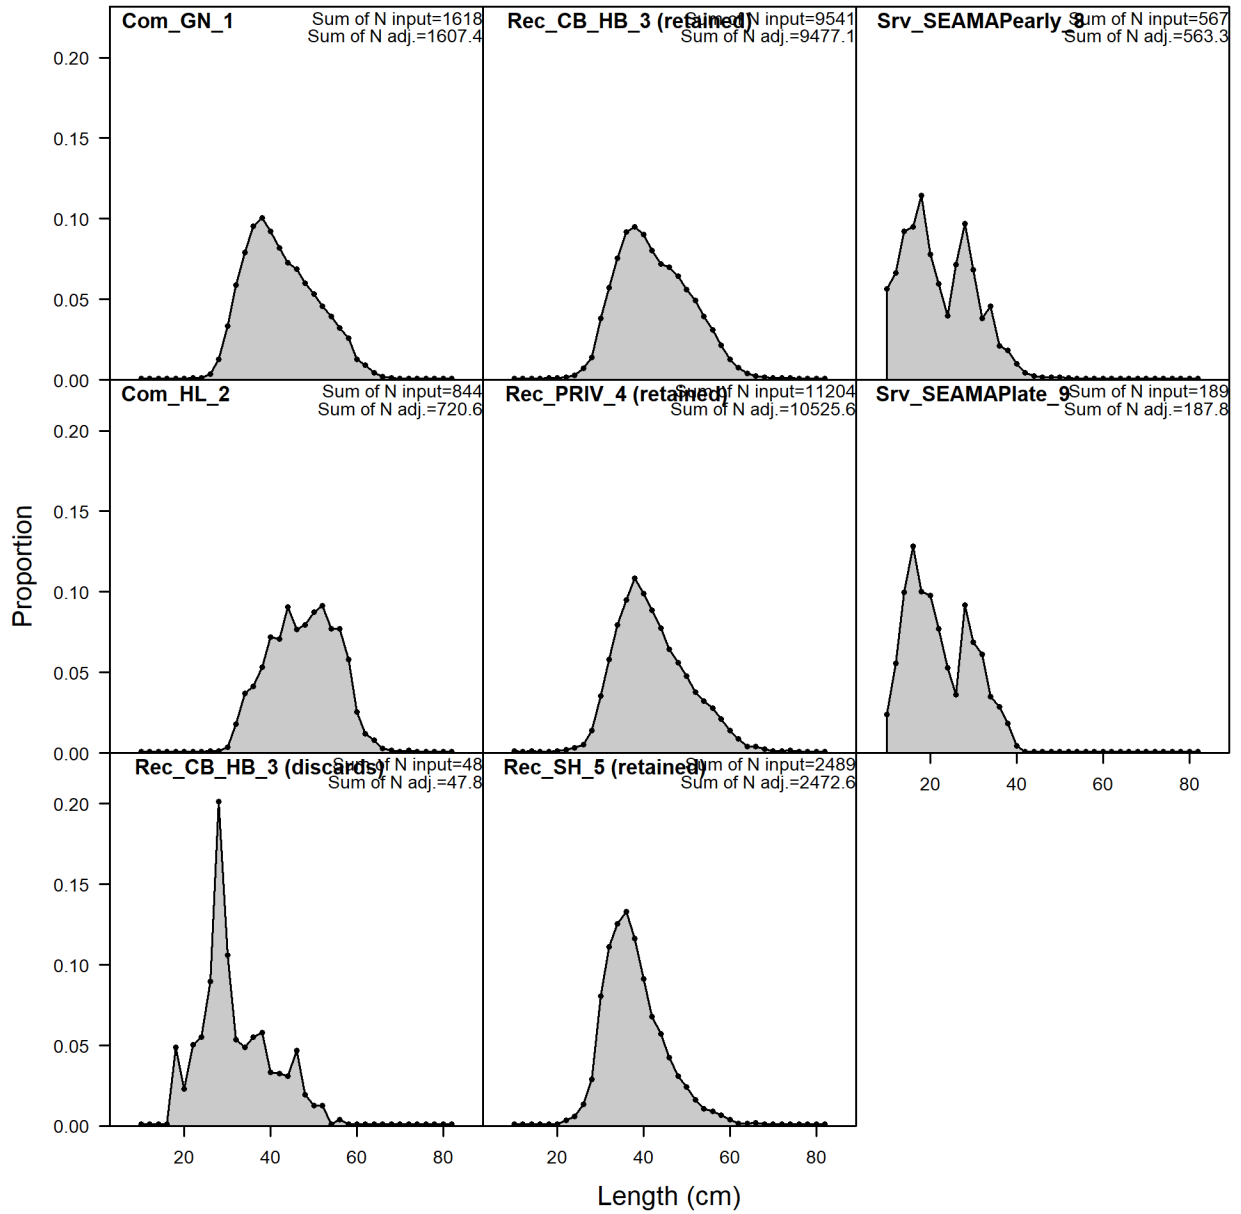 Com_GN_1
Sum of N input=1618
Sum of N adj.=1607.4
Rec_CB_HB_3 (retained)
Sum of N input=9541
Sum of N adj.=9477.1
Srv_SEAMAPearly_8
Sum of N input=567
Sum of N adj.=563.3
0.20
0.15
0.10
0.05
0.00
Com_HL_2
Sum of N input=844
Sum of N adj.=720.6
Rec_PRIV_4 (retained)
Sum of N input=11204
Sum of N adj.=10525.6
Srv_SEAMAPlate_9
Sum of N input=189
Sum of N adj.=187.8
0.20
0.15
0.10
0.05
0.00
20 40 60 80
Proportion
Rec_CB_HB_3 (discards)
Sum of N input=48
Sum of N adj.=47.8
Rec_SH_5 (retained)
Sum of N input=2489
Sum of N adj.=2472.6
0.20
0.15
0.10
0.05
0.00
20 40 60 80
20 40 60 80
Length (cm)